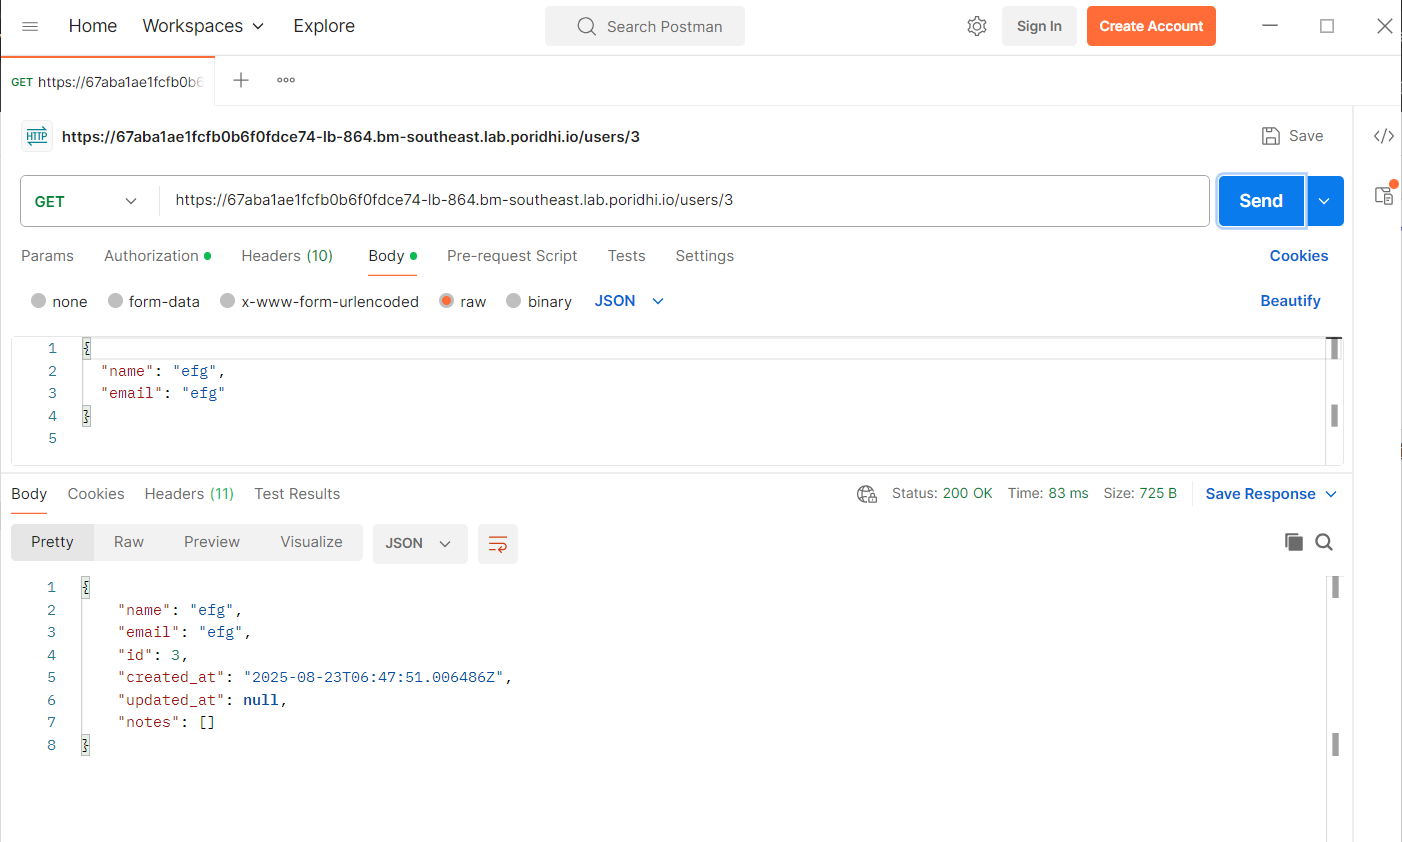 Home Workspaces Explore Search Postman Sign In Create Account
GET https://67aba1ae1fcfb0b6
HTTP https://67aba1ae1fcfb0b6f0fdce74-lb-864.bm-southeast.lab.poridhi.io/users/3 Save
GET https://67aba1ae1fcfb0b6f0fdce74-lb-864.bm-southeast.lab.poridhi.io/users/3 Send
Params Authorization Headers (10) Body Pre-request Script Tests Settings Cookies
none form-data x-www-form-urlencoded raw binary JSON Beautify
1 {
2 "name": "efg",
3 "email": "efg"
4 }
5
Body Cookies Headers (11) Test Results Status: 200 OK Time: 83 ms Size: 725 B Save Response
Pretty Raw Preview Visualize JSON
1 {
2 "name": "efg",
3 "email": "efg",
4 "id": 3,
5 "created_at": "2025-08-23T06:47:51.006486Z",
6 "updated_at": null,
7 "notes": []
8 }